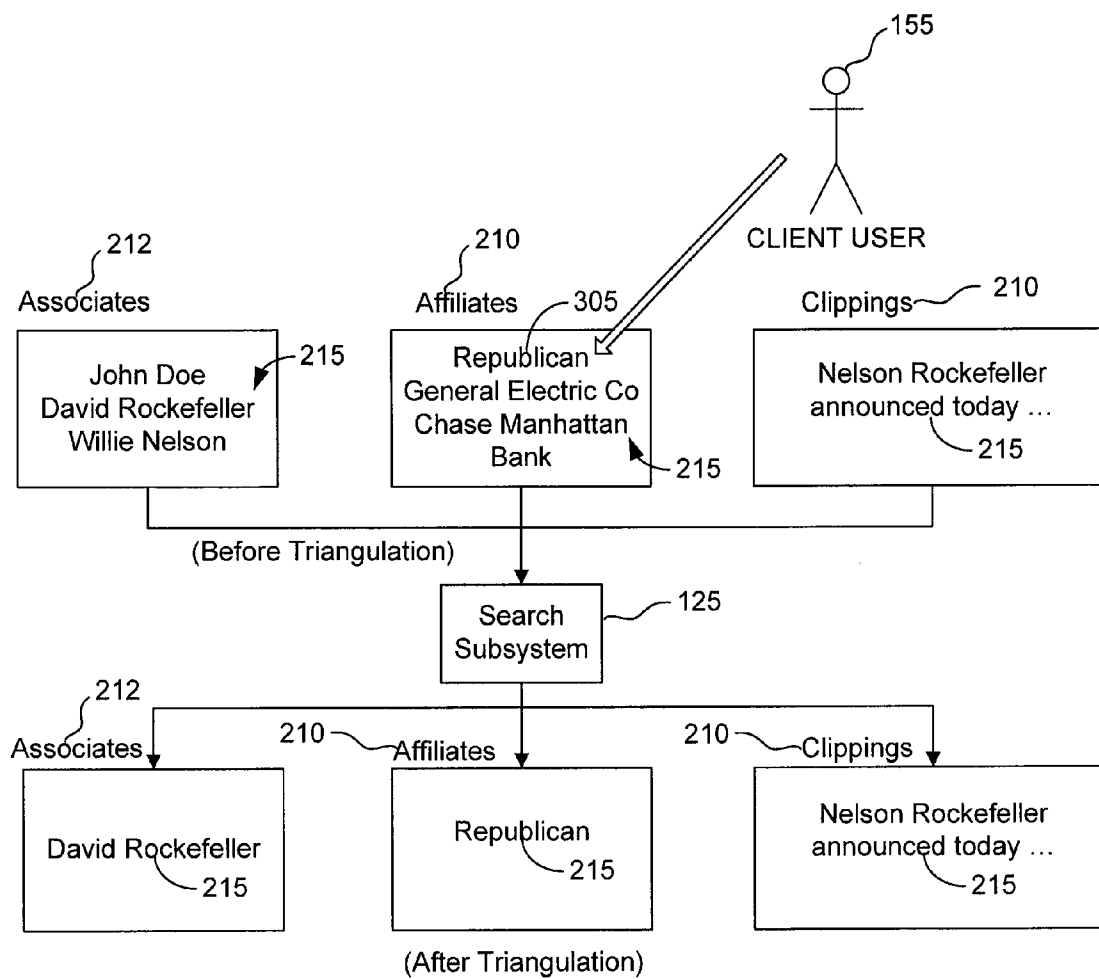 155
CLIENT USER
212
Associates
210
Affiliates
305
Clippings 210
John Doe
David Rockefeller
Willie Nelson
215
Republican
General Electric Co
Chase Manhattan
Bank
215
Nelson Rockefeller
announced today ...
215
(Before Triangulation)
Search
Subsystem
125
212
Associates
210 Affiliates
210 Clippings
David Rockefeller
215
Republican
215
Nelson Rockefeller
announced today ...
215
(After Triangulation)